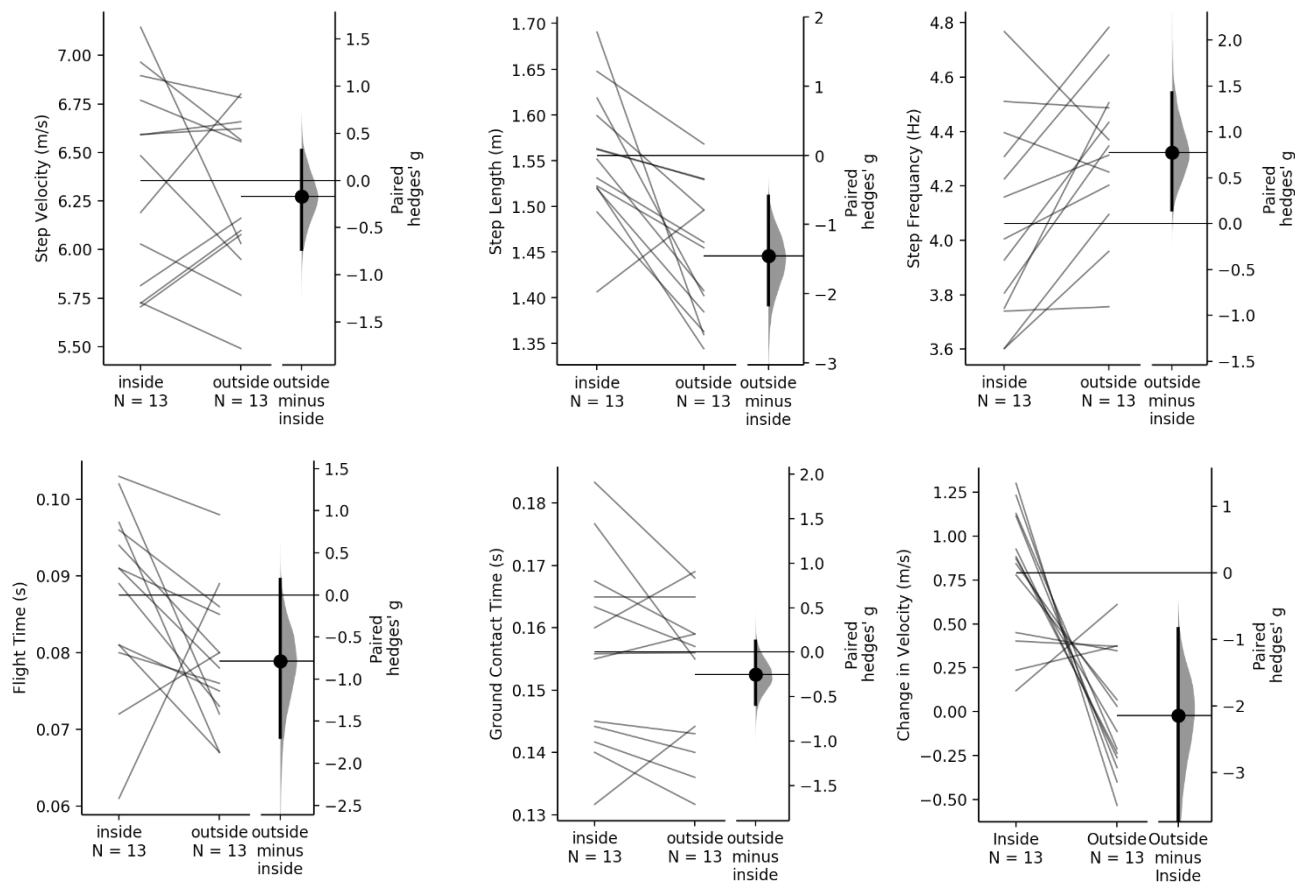 Step Velocity (m/s)
7.00
6.75
6.50
6.25
6.00
5.75
5.50
1.5
1.0
0.5
0.0
−0.5
−1.0
−1.5
Paired
hedges' g
inside
N = 13
outside
N = 13
outside
minus
inside
Step Length (m)
1.70
1.65
1.60
1.55
1.50
1.45
1.40
1.35
2
1
0
−1
−2
−3
Paired
hedges' g
inside
N = 13
outside
N = 13
outside
minus
inside
Step Frequancy (Hz)
4.8
4.6
4.4
4.2
4.0
3.8
3.6
2.0
1.5
1.0
0.5
0.0
−0.5
−1.0
−1.5
Paired
hedges' g
inside
N = 13
outside
N = 13
outside
minus
inside
Flight Time (s)
0.10
0.09
0.08
0.07
0.06
1.5
1.0
0.5
0.0
−0.5
−1.0
−1.5
−2.0
−2.5
Paired
hedges' g
inside
N = 13
outside
N = 13
outside
minus
inside
Ground Contact Time (s)
0.18
0.17
0.16
0.15
0.14
0.13
2.0
1.5
1.0
0.5
0.0
−0.5
−1.0
−1.5
Paired
hedges' g
inside
N = 13
outside
N = 13
outside
minus
inside
Change in Velocity (m/s)
1.25
1.00
0.75
0.50
0.25
0.00
−0.25
−0.50
1
0
−1
−2
−3
Paired
hedges' g
Inside
N = 13
Outside
N = 13
Outside
minus
Inside